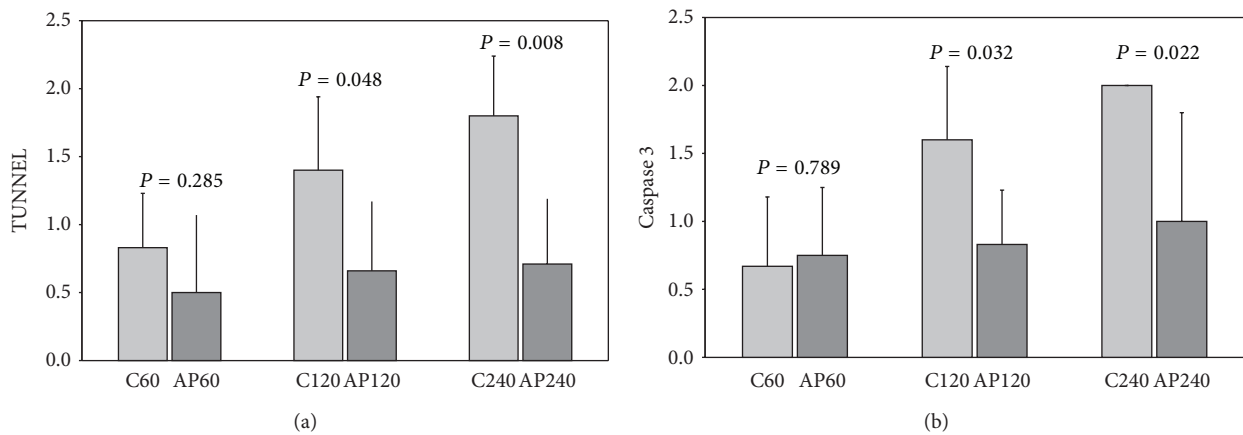 TUNNEL
2.5
2.0
1.5
1.0
0.5
0.0
P = 0.285
P = 0.048
P = 0.008
C60 AP60 C120 AP120 C240 AP240
(a)
Caspase 3
2.5
2.0
1.5
1.0
0.5
0.0
P = 0.789
P = 0.032
P = 0.022
C60 AP60 C120 AP120 C240 AP240
(b)